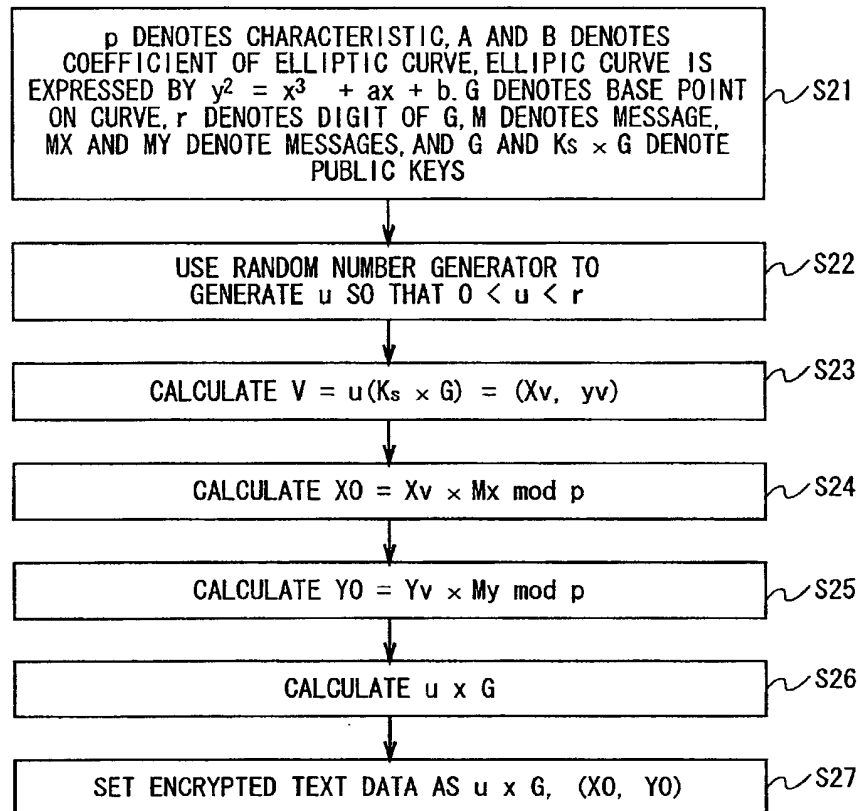 p DENOTES CHARACTERISTIC, A AND B DENOTES
COEFFICIENT OF ELLIPTIC CURVE, ELLIPIC CURVE IS
EXPRESSED BY y² = x³ + ax + b. G DENOTES BASE POINT
ON CURVE, r DENOTES DIGIT OF G, M DENOTES MESSAGE,
MX AND MY DENOTE MESSAGES, AND G AND Ks × G DENOTE
PUBLIC KEYS
S21
USE RANDOM NUMBER GENERATOR TO
GENERATE u SO THAT 0 < u < r
S22
CALCULATE V = u(Ks × G) = (Xv, yv)
S23
CALCULATE X0 = Xv × Mx mod p
S24
CALCULATE Y0 = Yv × My mod p
S25
CALCULATE u x G
S26
SET ENCRYPTED TEXT DATA AS u x G, (X0, Y0)
S27